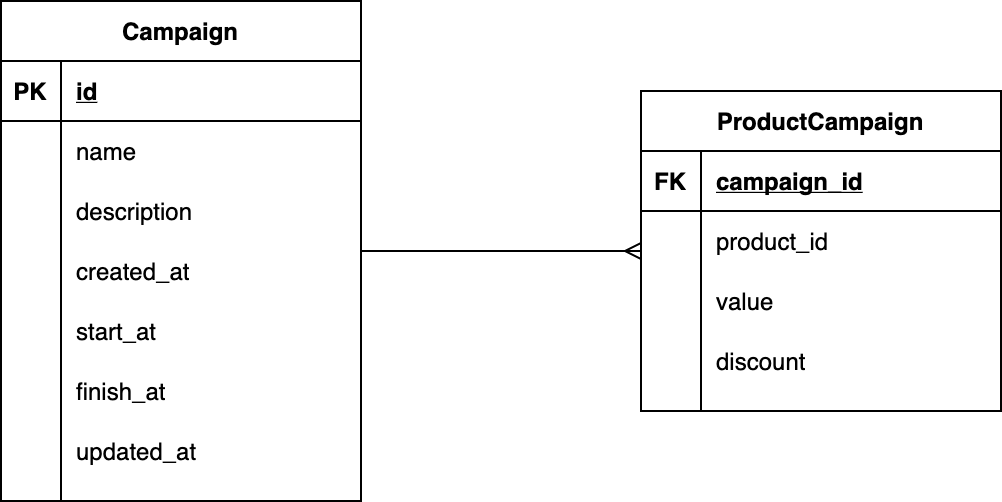 Campaign
PK id
name
description
created_at
start_at
finish_at
updated_at
ProductCampaign
FK campaign_id
product_id
value
discount